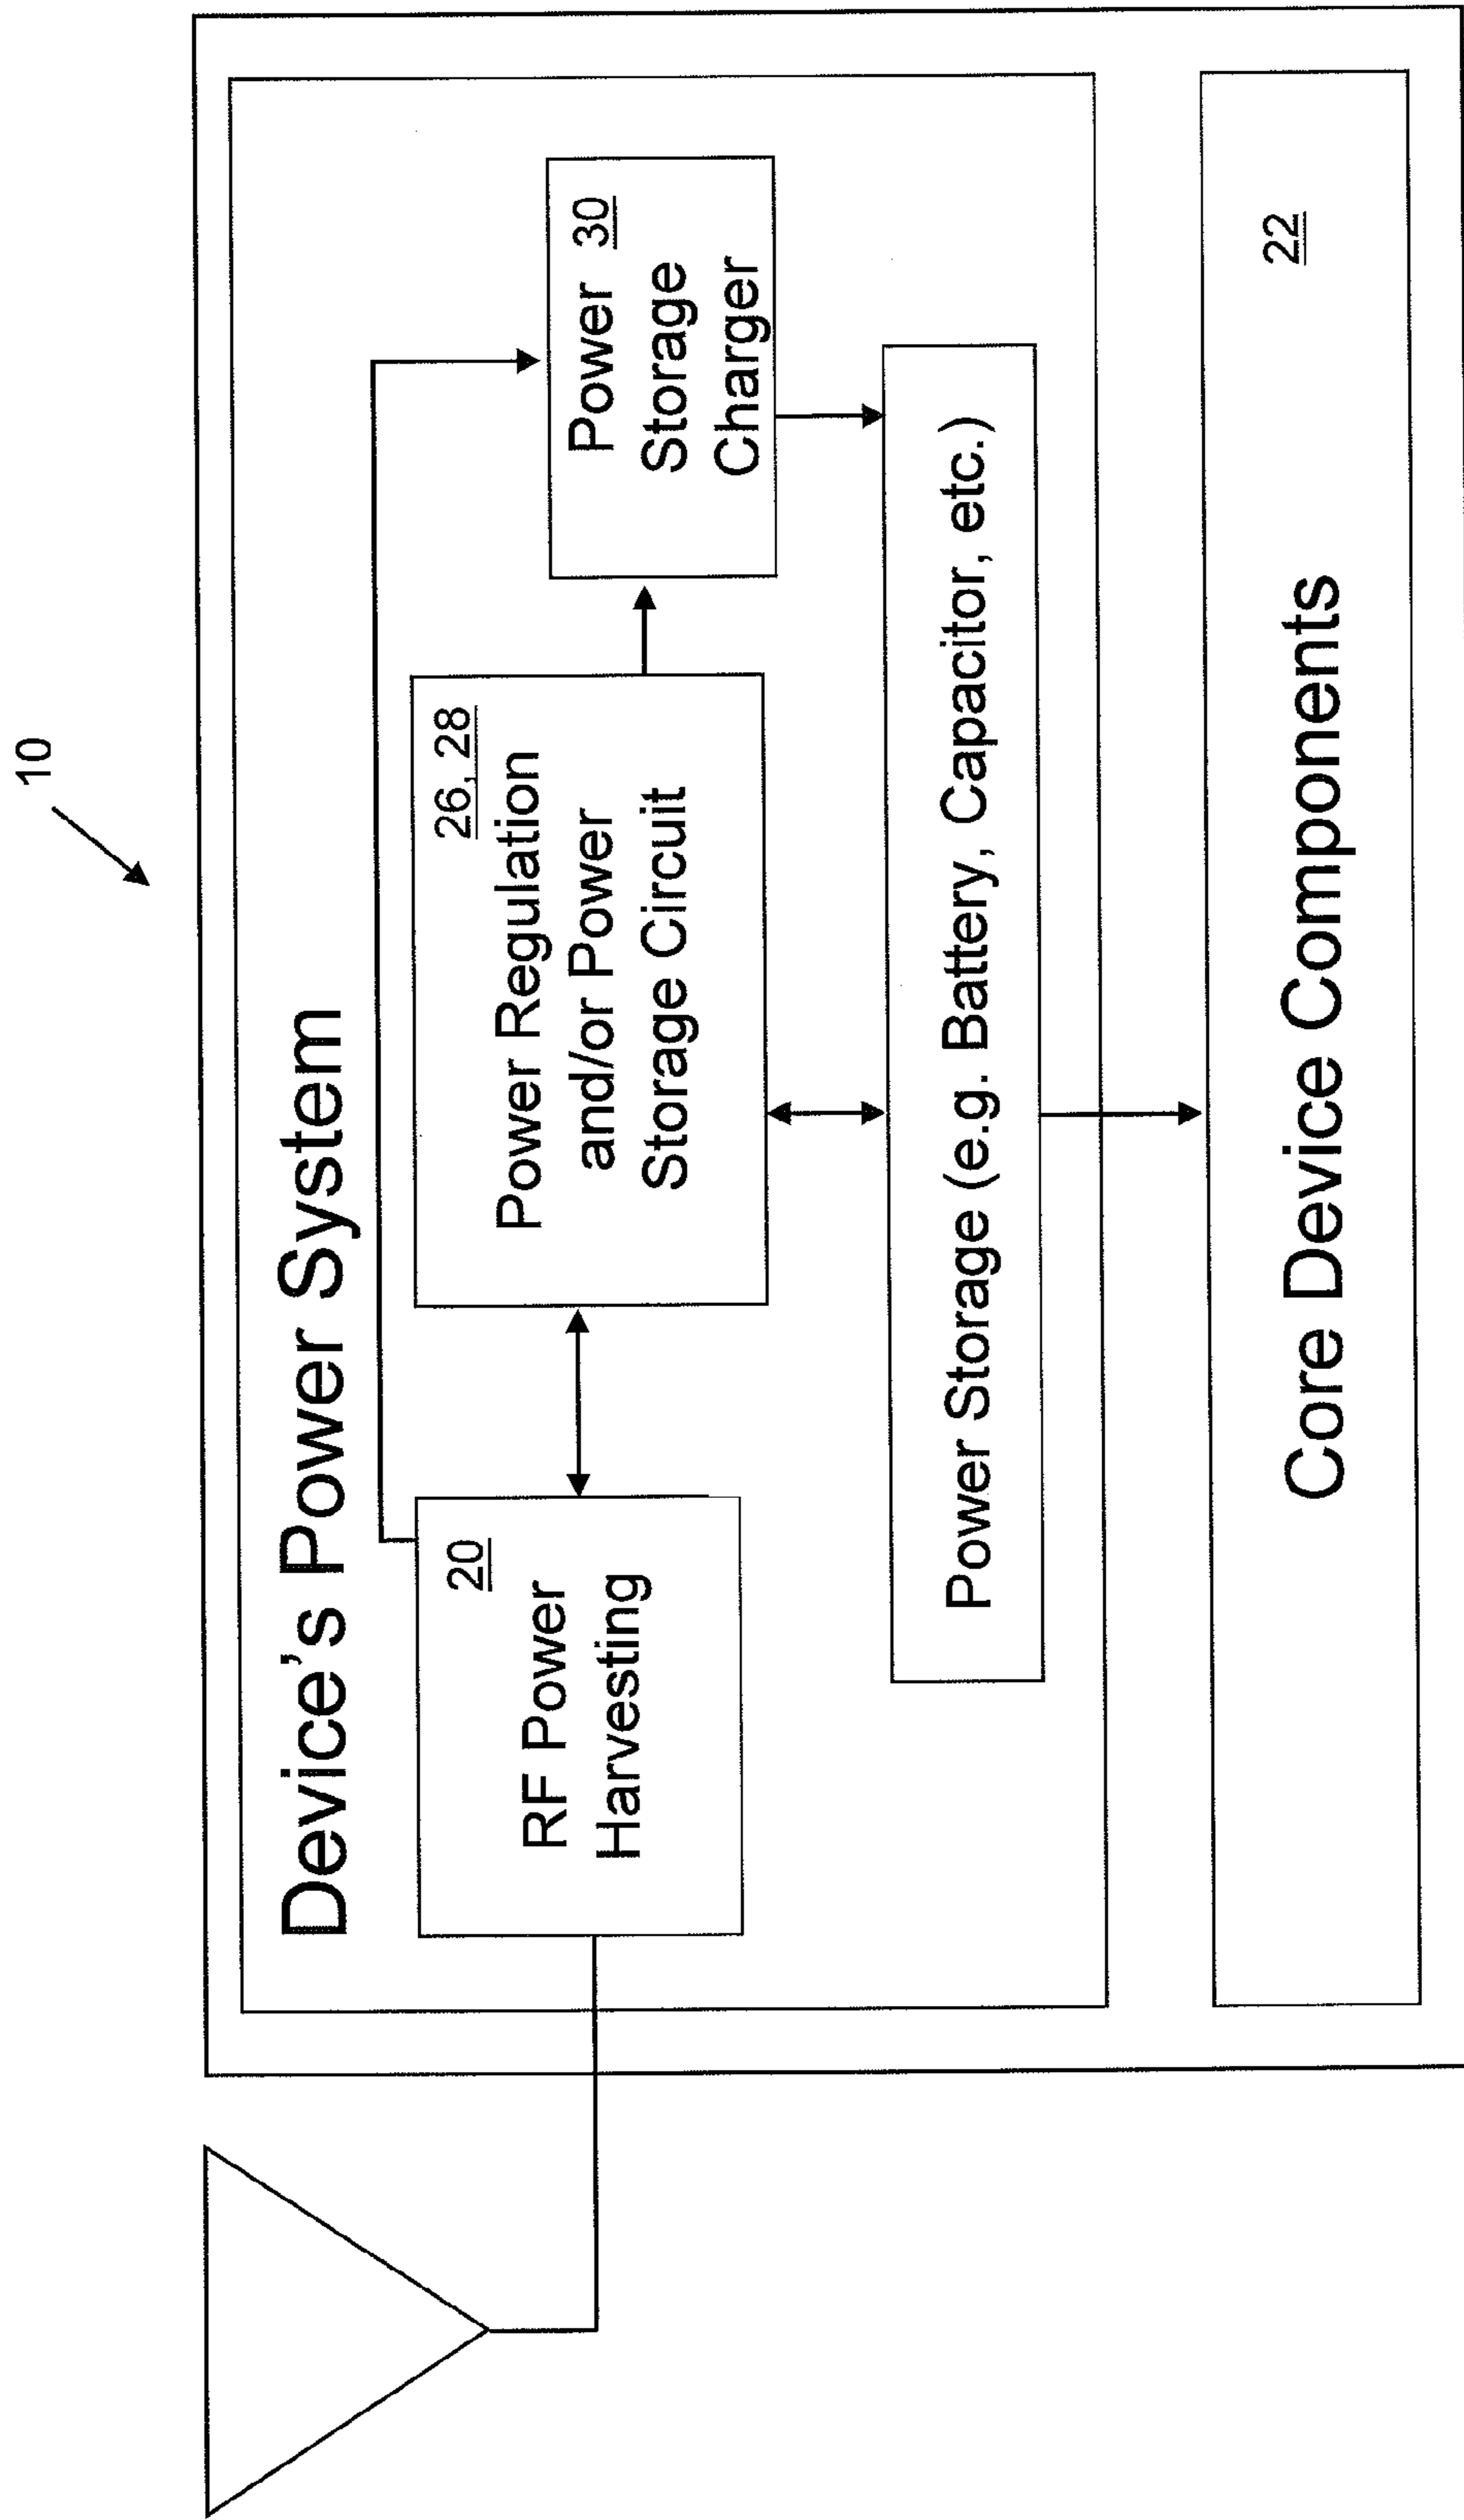 10
Device's Power System
20
RF Power
Harvesting
26, 28
Power Regulation
and/or Power
Storage Circuit
Power 30
Storage
Charger
Power Storage (e.g. Battery, Capacitor, etc.)
22
Core Device Components